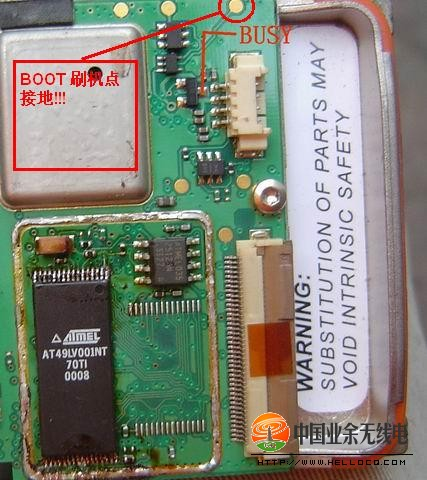 BUSY
BOOT 刷机点
接地!!!
WARNING:
SUBSTITUTION OF PARTS MAY
VOID INTRINSIC SAFETY
ATMEL
AT49LV001NT
70TI
0008
中国业余无线电
HTTP://WWW.HELLOCQ.COM